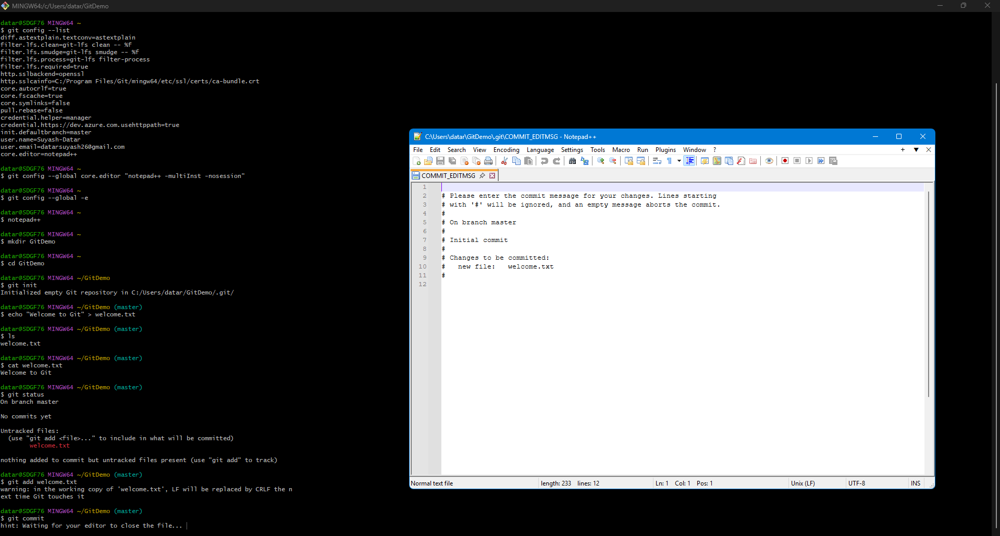 MINGW64:/c/Users/datar/GitDemo
datar@SDGF76 MINGW64 ~
$ git config --list
diff.astextplain.textconv=astextplain
filter.lfs.clean=git-lfs clean -- %f
filter.lfs.smudge=git-lfs smudge -- %f
filter.lfs.process=git-lfs filter-process
filter.lfs.required=true
http.sslbackend=openssl
http.sslcainfo=C:/Program Files/Git/mingw64/etc/ssl/certs/ca-bundle.crt
core.autocrlf=true
core.fscache=true
core.symlinks=false
pull.rebase=false
credential.helper=manager
credential.https://dev.azure.com.usehttppath=true
init.defaultbranch=master
user.name=Suyash-Datar
user.email=datarsuyash26@gmail.com
core.editor=notepad++
datar@SDGF76 MINGW64 ~
$ git config --global core.editor "notepad++ -multiInst -nosession"
datar@SDGF76 MINGW64 ~
$ git config --global -e
datar@SDGF76 MINGW64 ~
$ notepad++
datar@SDGF76 MINGW64 ~
$ mkdir GitDemo
datar@SDGF76 MINGW64 ~
$ cd GitDemo
datar@SDGF76 MINGW64 ~/GitDemo
$ git init
Initialized empty Git repository in C:/Users/datar/GitDemo/.git/
datar@SDGF76 MINGW64 ~/GitDemo (master)
$ echo "Welcome to Git" > welcome.txt
datar@SDGF76 MINGW64 ~/GitDemo (master)
$ ls
welcome.txt
datar@SDGF76 MINGW64 ~/GitDemo (master)
$ cat welcome.txt
Welcome to Git
datar@SDGF76 MINGW64 ~/GitDemo (master)
$ git status
On branch master
No commits yet
Untracked files:
(use "git add <file>..." to include in what will be committed)
welcome.txt
nothing added to commit but untracked files present (use "git add" to track)
datar@SDGF76 MINGW64 ~/GitDemo (master)
$ git add welcome.txt
warning: in the working copy of 'welcome.txt', LF will be replaced by CRLF the n
ext time Git touches it
datar@SDGF76 MINGW64 ~/GitDemo (master)
$ git commit
hint: Waiting for your editor to close the file...
C:\Users\datar\GitDemo\.git\COMMIT_EDITMSG - Notepad++
File Edit Search View Encoding Language Settings Tools Macro Run Plugins Window ?
COMMIT_EDITMSG
1
2 # Please enter the commit message for your changes. Lines starting
3 # with '#' will be ignored, and an empty message aborts the commit.
4 #
5 # On branch master
6 #
7 # Initial commit
8 #
9 # Changes to be committed:
10 # new file: welcome.txt
11 #
12
Normal text file length: 233 lines: 12 Ln: 1 Col: 1 Pos: 1 Unix (LF) UTF-8 INS